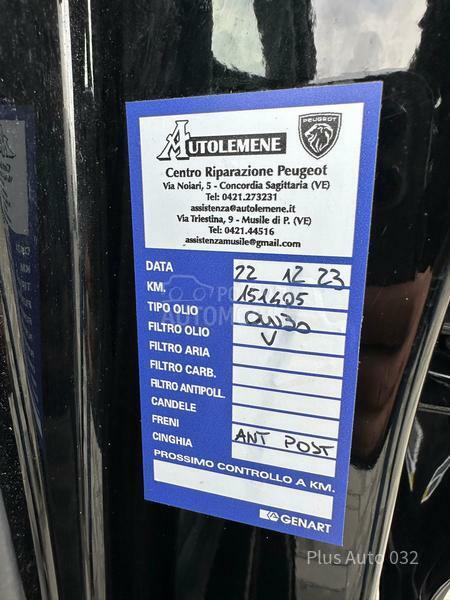 AUTOLEMENE
PEUGEOT
Centro Riparazione Peugeot
Via Noiari, 5 - Concordia Sagittaria (VE)
Tel: 0421.273231
assistenza@autolemene.it
Via Triestina, 9 - Musile di P. (VE)
Tel: 0421.44516
assistenzamusile@gmail.com
DATA 22 12 23
KM. 151405
TIPO OLIO 0W30
FILTRO OLIO V
FILTRO ARIA
FILTRO CARB.
FILTRO ANTIPOLL.
CANDELE
FRENI ANT POST
CINGHIA
PROSSIMO CONTROLLO A KM.
GENART
Plus Auto 032